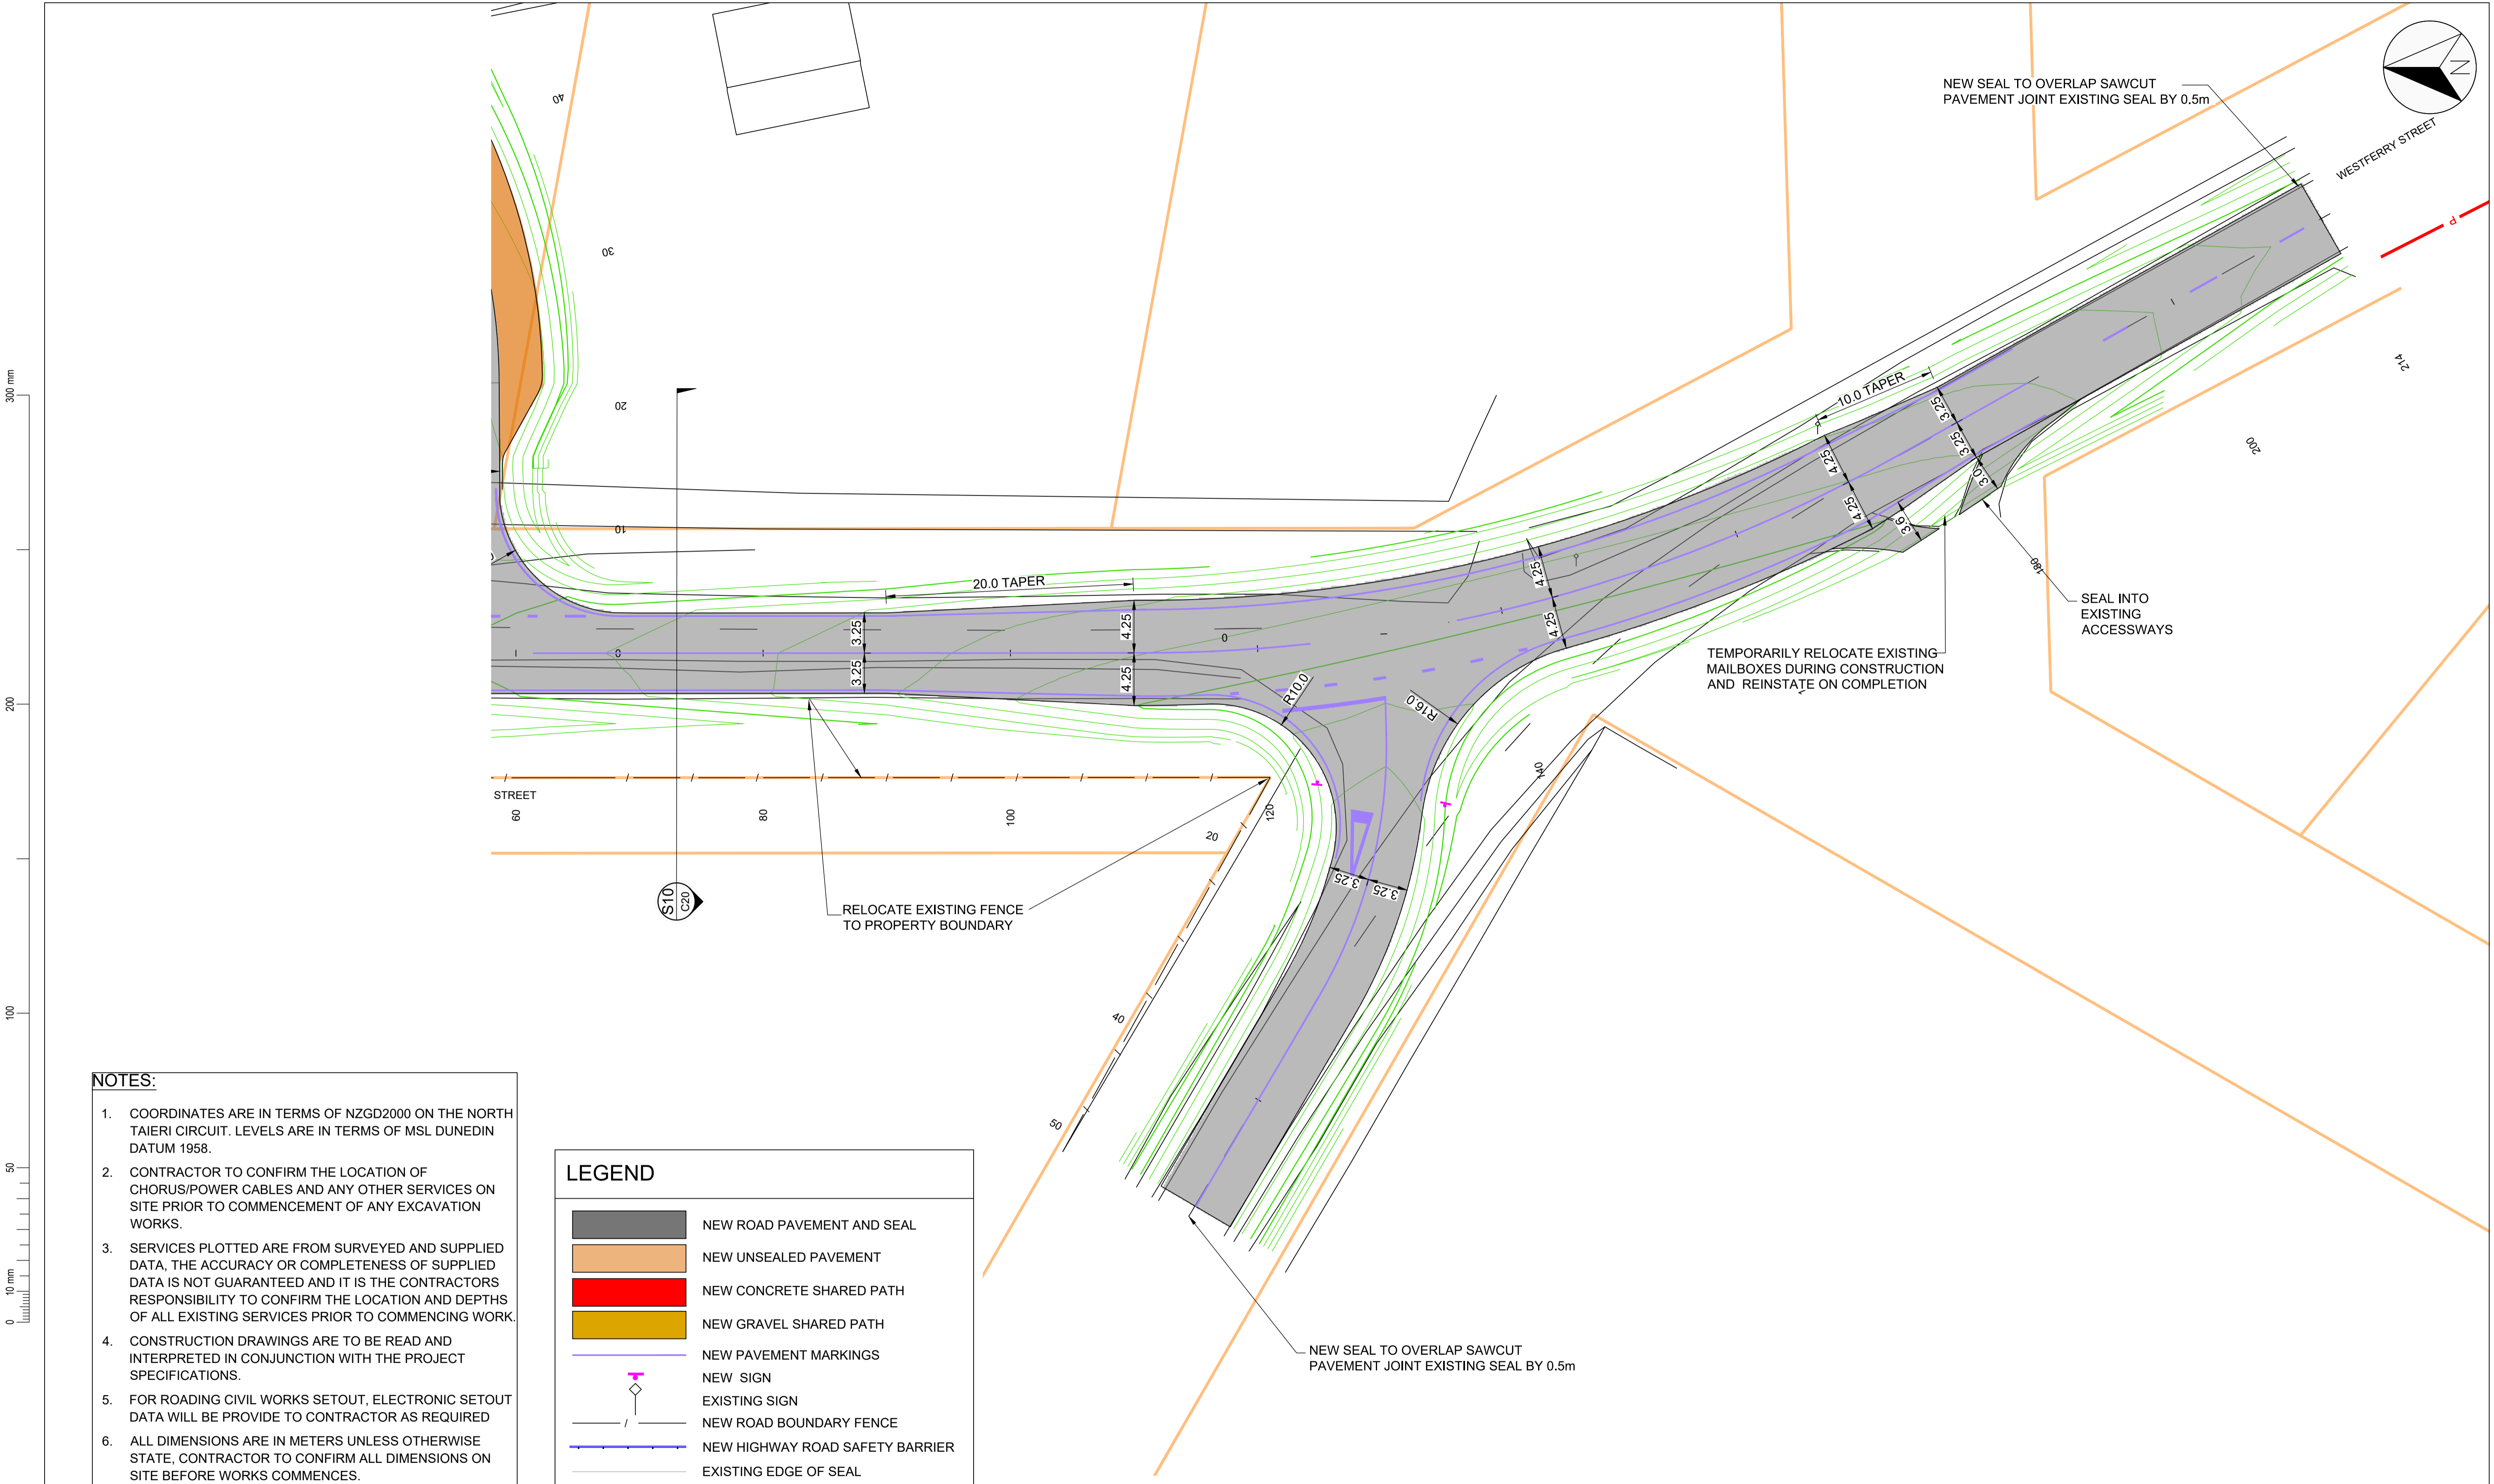 NEW SEAL TO OVERLAP SAWCUT
PAVEMENT JOINT EXISTING SEAL BY 0.5m
N
WESTFERRY STREET
P
40
30
20
10
0
300 mm
200
100
50
10 mm
0
10.0 TAPER
3.25
3.25
3.0
4.25
4.25
3.6
214
200
180
140
SEAL INTO
EXISTING
ACCESSWAYS
TEMPORARILY RELOCATE EXISTING
MAILBOXES DURING CONSTRUCTION
AND REINSTATE ON COMPLETION
20.0 TAPER
3.25
3.25
4.25
4.25
4.25
4.25
0
R10.0
R16.0
STREET
60
80
100
120
20
40
50
3.25
3.25
S10
C20
RELOCATE EXISTING FENCE
TO PROPERTY BOUNDARY
NEW SEAL TO OVERLAP SAWCUT
PAVEMENT JOINT EXISTING SEAL BY 0.5m
NOTES:
1. COORDINATES ARE IN TERMS OF NZGD2000 ON THE NORTH
TAIERI CIRCUIT. LEVELS ARE IN TERMS OF MSL DUNEDIN
DATUM 1958.
2. CONTRACTOR TO CONFIRM THE LOCATION OF
CHORUS/POWER CABLES AND ANY OTHER SERVICES ON
SITE PRIOR TO COMMENCEMENT OF ANY EXCAVATION
WORKS.
3. SERVICES PLOTTED ARE FROM SURVEYED AND SUPPLIED
DATA, THE ACCURACY OR COMPLETENESS OF SUPPLIED
DATA IS NOT GUARANTEED AND IT IS THE CONTRACTORS
RESPONSIBILITY TO CONFIRM THE LOCATION AND DEPTHS
OF ALL EXISTING SERVICES PRIOR TO COMMENCING WORK.
4. CONSTRUCTION DRAWINGS ARE TO BE READ AND
INTERPRETED IN CONJUNCTION WITH THE PROJECT
SPECIFICATIONS.
5. FOR ROADING CIVIL WORKS SETOUT, ELECTRONIC SETOUT
DATA WILL BE PROVIDE TO CONTRACTOR AS REQUIRED
6. ALL DIMENSIONS ARE IN METERS UNLESS OTHERWISE
STATE, CONTRACTOR TO CONFIRM ALL DIMENSIONS ON
SITE BEFORE WORKS COMMENCES.
LEGEND
NEW ROAD PAVEMENT AND SEAL
NEW UNSEALED PAVEMENT
NEW CONCRETE SHARED PATH
NEW GRAVEL SHARED PATH
NEW PAVEMENT MARKINGS
NEW SIGN
EXISTING SIGN
NEW ROAD BOUNDARY FENCE
NEW HIGHWAY ROAD SAFETY BARRIER
EXISTING EDGE OF SEAL